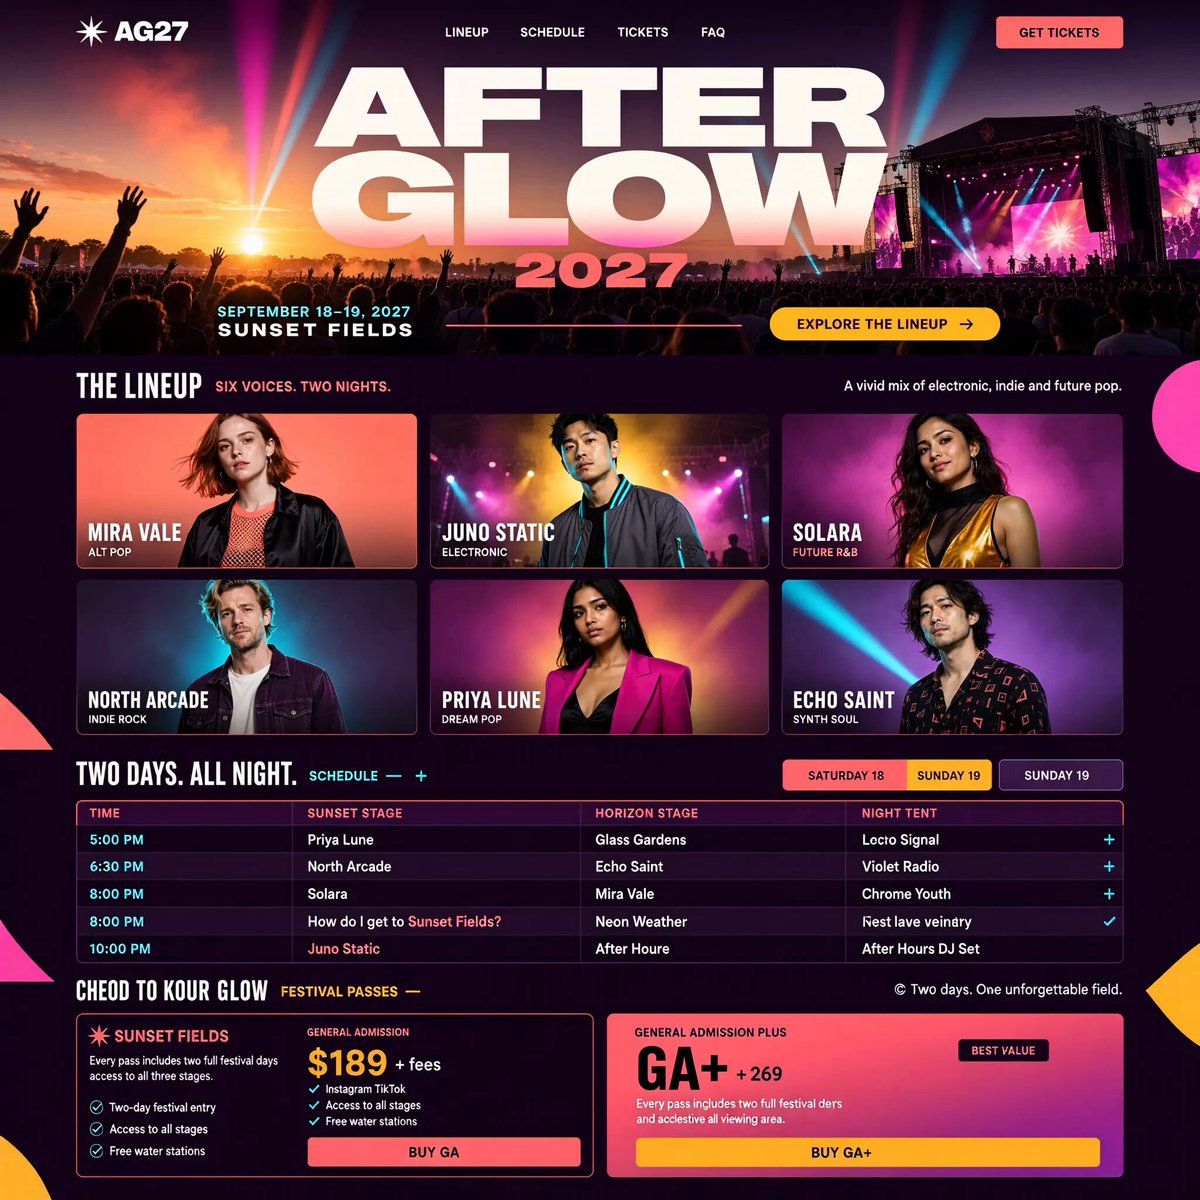 AG27
LINEUP SCHEDULE TICKETS FAQ
GET TICKETS
AFTER
GLOW
2027
SEPTEMBER 18–19, 2027
SUNSET FIELDS
EXPLORE THE LINEUP →
THE LINEUP SIX VOICES. TWO NIGHTS.
A vivid mix of electronic, indie and future pop.
MIRA VALE
ALT POP
JUNO STATIC
ELECTRONIC
SOLARA
FUTURE R&B
NORTH ARCADE
INDIE ROCK
PRIYA LUNE
DREAM POP
ECHO SAINT
SYNTH SOUL
TWO DAYS. ALL NIGHT. SCHEDULE — +
SATURDAY 18 SUNDAY 19 SUNDAY 19
TIME SUNSET STAGE HORIZON STAGE NIGHT TENT
5:00 PM Priya Lune Glass Gardens Signal +
6:30 PM North Arcade Echo Saint Violet Radio +
8:00 PM Solara Mira Vale Chrome Youth +
8:00 PM How do I get to Sunset Fields? Neon Weather lave ✓
10:00 PM Juno Static After Houre After Hours DJ Set
CHEOD TO KOUR GLOW FESTIVAL PASSES —
© Two days. One unforgettable field.
SUNSET FIELDS
Every pass includes two full festival days
access to all three stages.
Two-day festival entry
Access to all stages
Free water stations
GENERAL ADMISSION
$189 + fees
Instagram TikTok
Access to all stages
Free water stations
BUY GA
GENERAL ADMISSION PLUS
GA+ +269
BEST VALUE
Every pass includes two full festival
and all viewing area.
BUY GA+